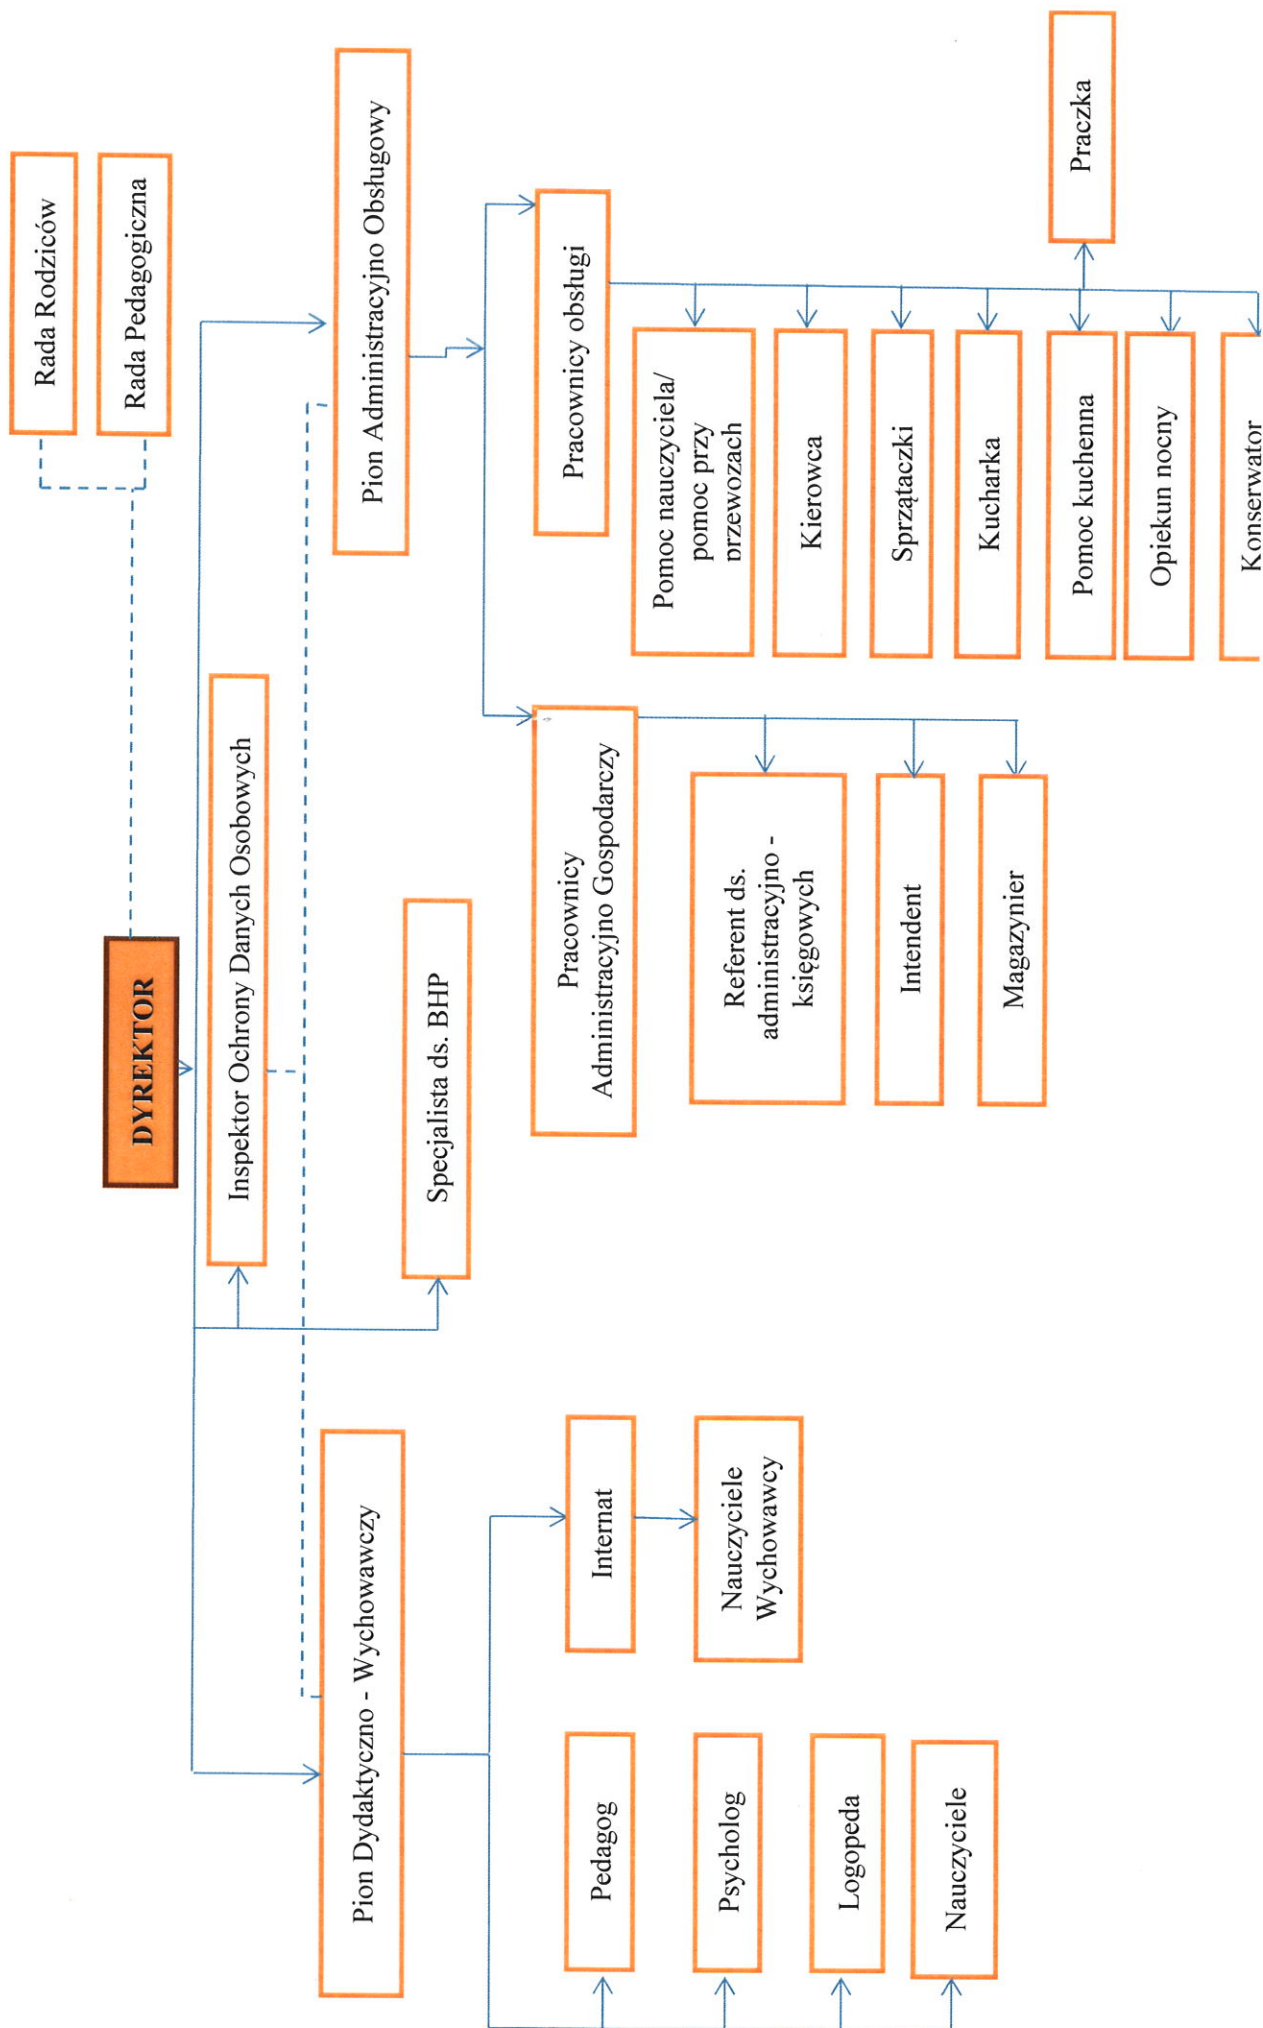 Rada Rodziców
Rada Pedagogiczna
DYREKTOR
Inspektor Ochrony Danych Osobowych
Specjalista ds. BHP
Pion Dydaktyczno - Wychowawczy
Pion Administracyjno Obsługowy
Pedagog
Psycholog
Logopeda
Nauczyciele
Internat
Nauczyciele
Wychowawcy
Pracownicy
Administracyjno Gospodarczy
Referent ds.
administracyjno -
księgowych
Intendent
Magazynier
Pracownicy obsługi
Pomoc nauczyciela/
pomoc przy
przewozach
Kierowca
Sprzątaczki
Kucharka
Pomoc kuchenna
Opiekun nocny
Konserwator
Praczka